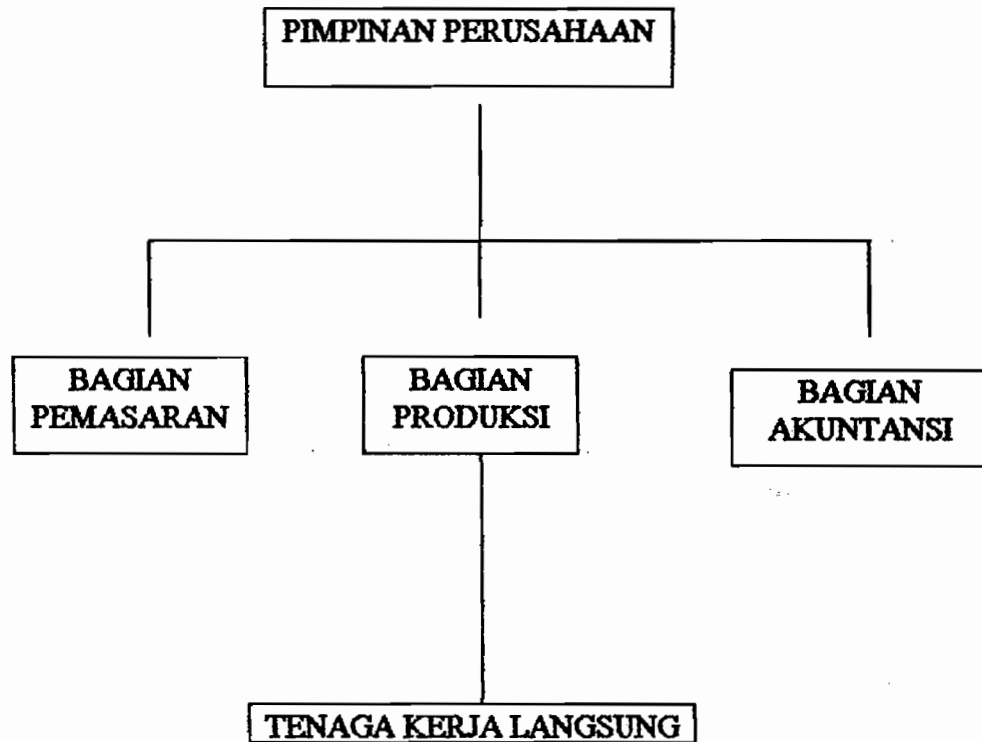 PIMPINAN PERUSAHAAN
BAGIAN
PEMASARAN
BAGIAN
PRODUKSI
BAGIAN
AKUNTANSI
TENAGA KERJA LANGSUNG